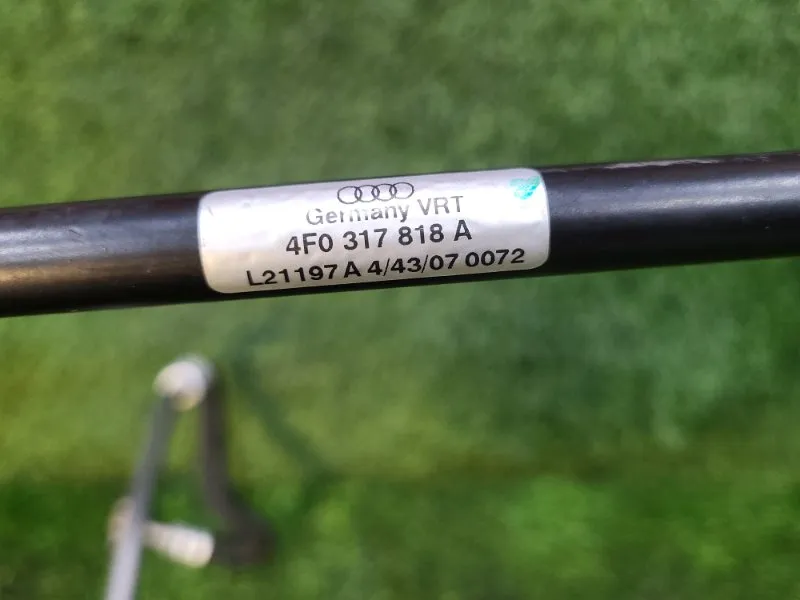 Germany VRT
4F0 317 818 A
L21197 A 4/43/07 0072